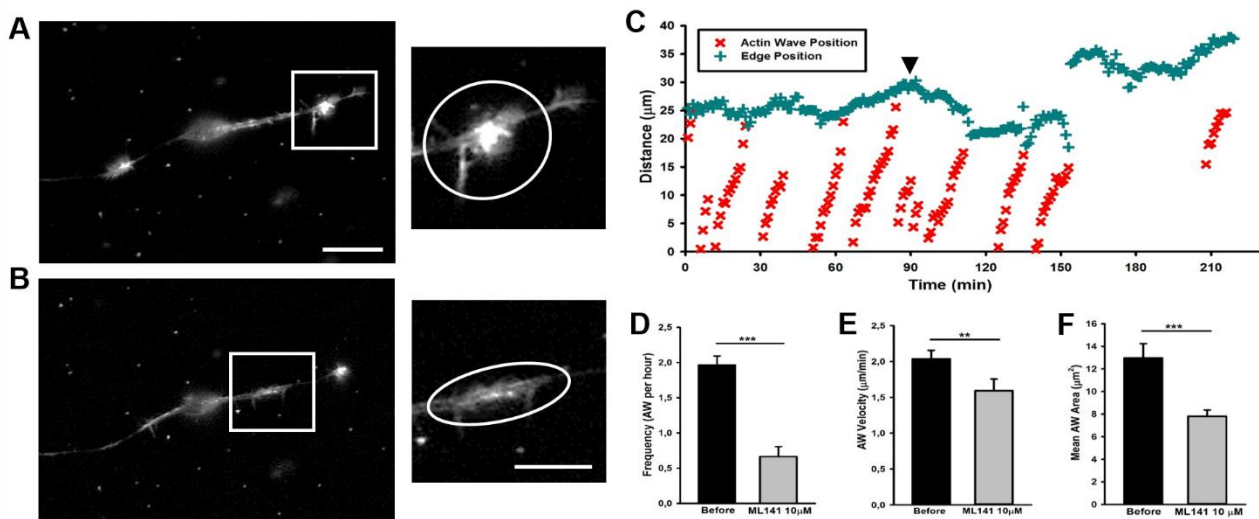 A
B
C
Actin Wave Position
Edge Position
Distance (μm)
40
35
30
25
20
15
10
5
0
0 30 60 90 120 150 180 210
Time (min)
D
***
Frequency (AW per hour)
2,5
2,0
1,5
1,0
0,5
0,0
Before ML141 10μM
E
**
AW Velocity (μm/min)
2,5
2,0
1,5
1,0
0,5
0,0
Before ML141 10μM
F
***
Mean AW Area (μm²)
16
14
12
10
8
6
4
2
0
Before ML141 10μM